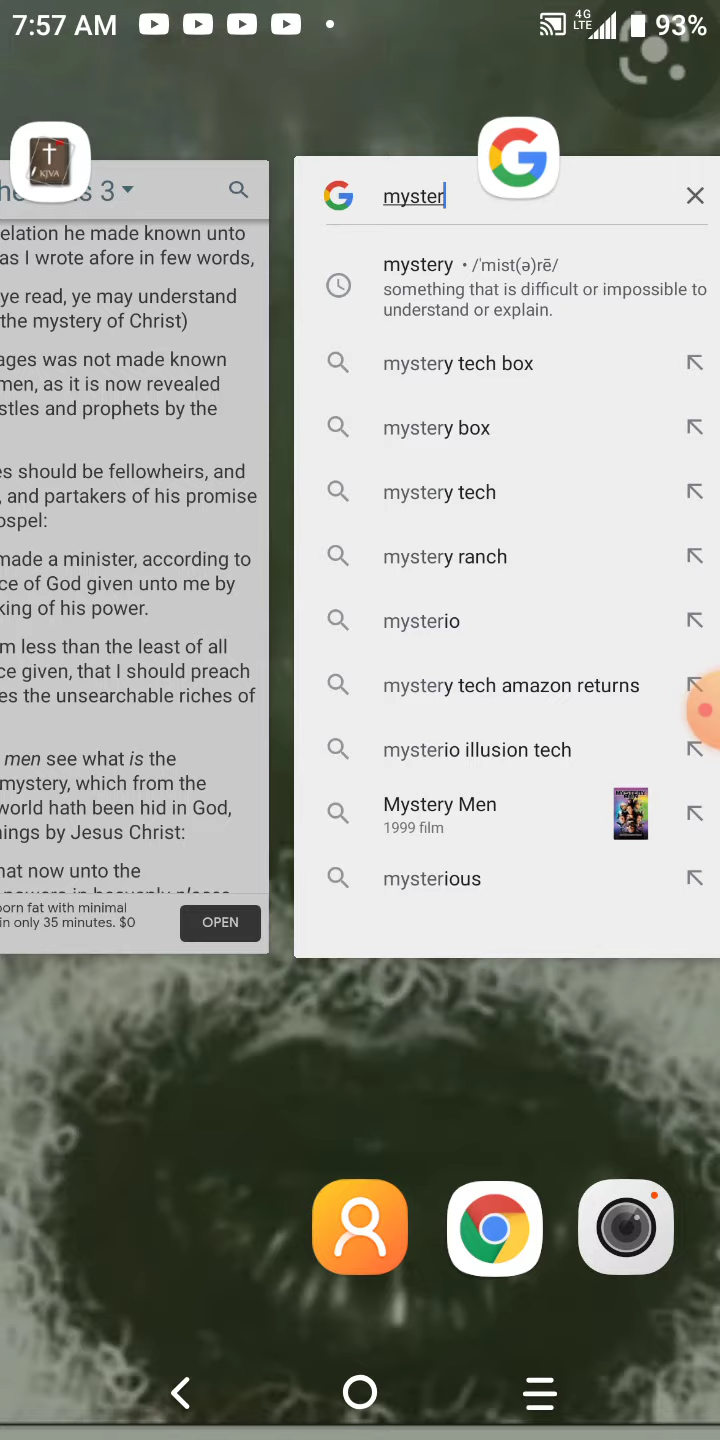 7:57 AM
4G
LTE
93%
KJVA
3
elation he made known unto
as I wrote afore in few words,
ye read, ye may understand
the mystery of Christ)
ages was not made known
men, as it is now revealed
stles and prophets by the
es should be fellowheirs, and
, and partakers of his promise
ospel:
made a minister, according to
ce of God given unto me by
king of his power.
m less than the least of all
ce given, that I should preach
es the unsearchable riches of
men see what is the
mystery, which from the
world hath been hid in God,
hings by Jesus Christ:
hat now unto the
places
orn fat with minimal
in only 35 minutes. $0
OPEN
myster
mystery • /ˈmist(ə)rē/
something that is difficult or impossible to
understand or explain.
mystery tech box
mystery box
mystery tech
mystery ranch
mysterio
mystery tech amazon returns
mysterio illusion tech
Mystery Men
1999 film
mysterious